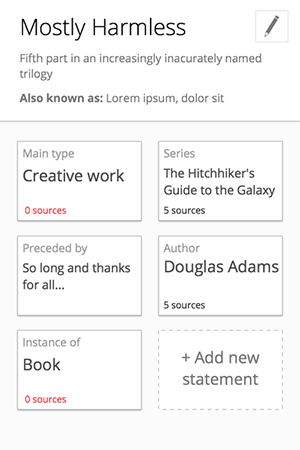 Mostly Harmless
Fifth part in an increasingly inacurately named
trilogy
Also known as: Lorem ipsum, dolor sit
Main type
Creative work
0 sources
Series
The Hitchhiker's
Guide to the Galaxy
5 sources
Preceded by
So long and thanks
for all...
Author
Douglas Adams
5 sources
Instance of
Book
0 sources
+ Add new
statement